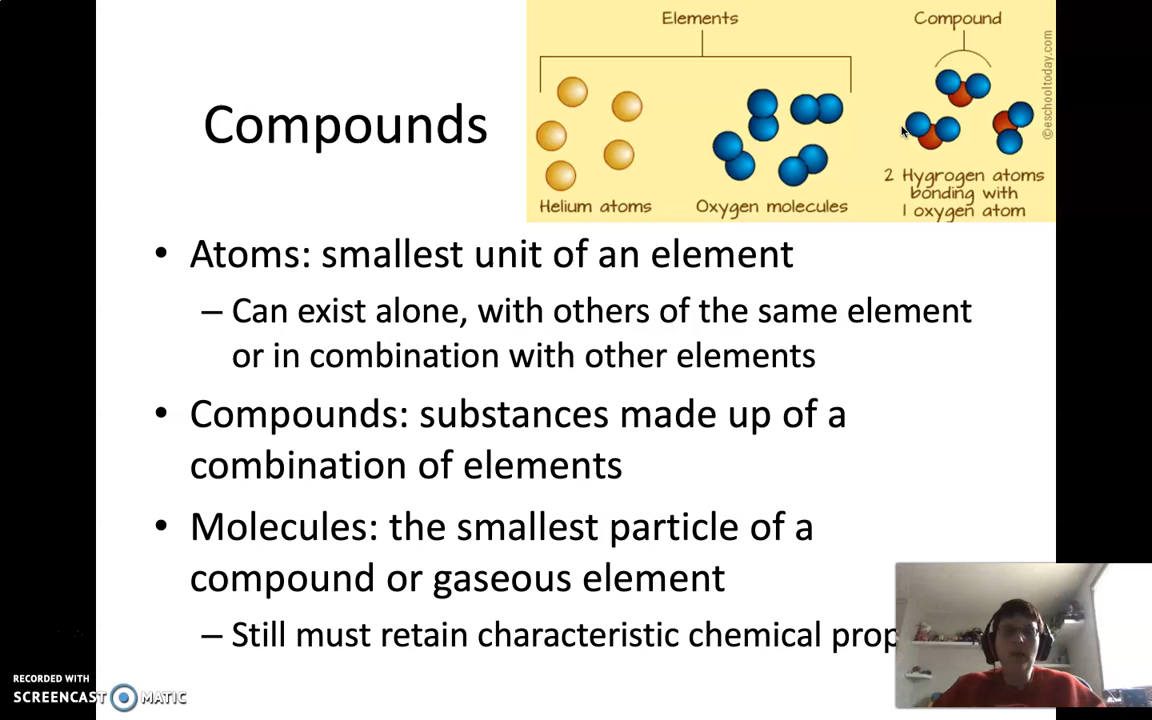 Elements
Compound
Compounds
Helium atoms
Oxygen molecules
2 Hygrogen atoms
bonding with
1 oxygen atom
©eschooltoday.com
• Atoms: smallest unit of an element
– Can exist alone, with others of the same element
or in combination with other elements
• Compounds: substances made up of a
combination of elements
• Molecules: the smallest particle of a
compound or gaseous element
– Still must retain characteristic chemical
RECORDED WITH
SCREENCAST MATIC